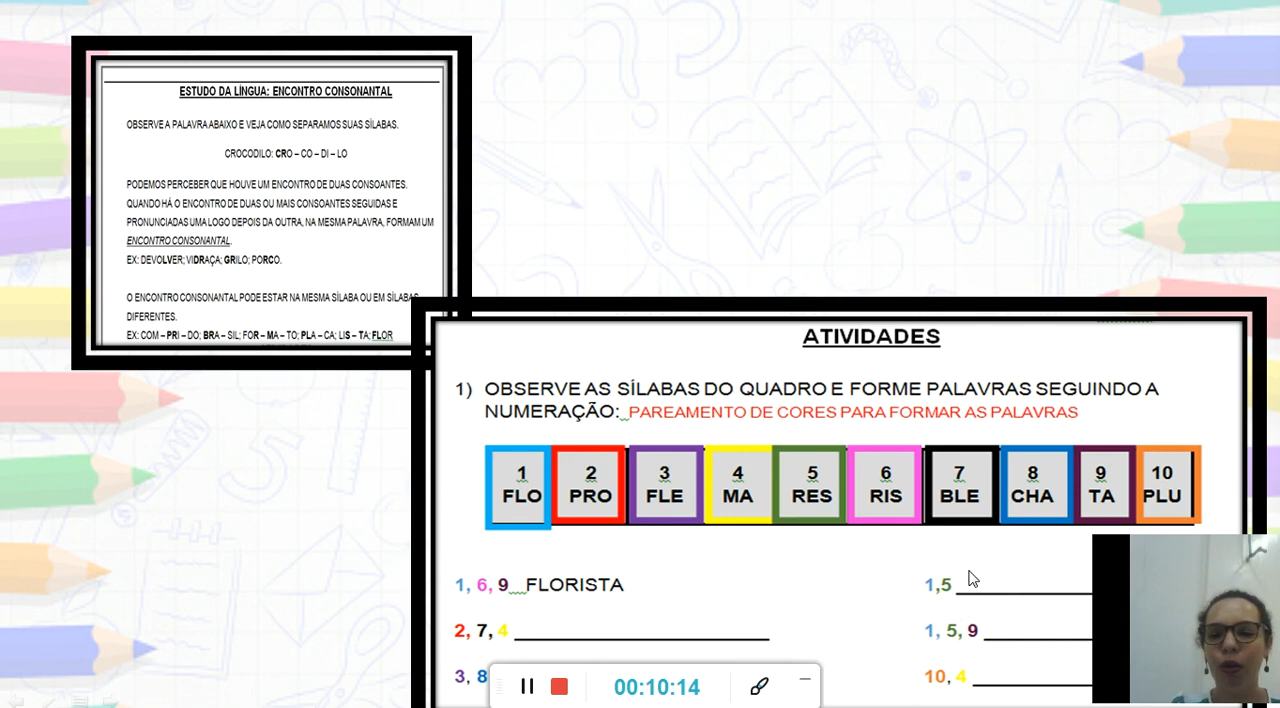 ESTUDO DA LÍNGUA: ENCONTRO CONSONANTAL
OBSERVE A PALAVRA ABAIXO E VEJA COMO SEPARAMOS SUAS SÍLABAS.
CROCODILO: CRO – CO – DI – LO
PODEMOS PERCEBER QUE HOUVE UM ENCONTRO DE DUAS CONSOANTES.
QUANDO HÁ O ENCONTRO DE DUAS OU MAIS CONSOANTES SEGUIDAS E
PRONUNCIADAS UMA LOGO DEPOIS DA OUTRA, NA MESMA PALAVRA, FORMAM UM
ENCONTRO CONSONANTAL.
EX: DEVOLVER; VIDRAÇA; GRILO; PORCO.
O ENCONTRO CONSONANTAL PODE ESTAR NA MESMA SÍLABA OU EM SÍLABAS
DIFERENTES.
EX: COM – PRI – DO; BRA – SIL; FOR – MA – TO; PLA – CA; LIS – TA; FLOR
ATIVIDADES
1) OBSERVE AS SÍLABAS DO QUADRO E FORME PALAVRAS SEGUINDO A
NUMERAÇÃO: PAREAMENTO DE CORES PARA FORMAR AS PALAVRAS
1 2 3 4 5 6 7 8 9 10
FLO PRO FLE MA RES RIS BLE CHA TA PLU
1, 6, 9 FLORISTA
1,5
2, 7, 4
1, 5, 9
3, 8
10, 4
00:10:14